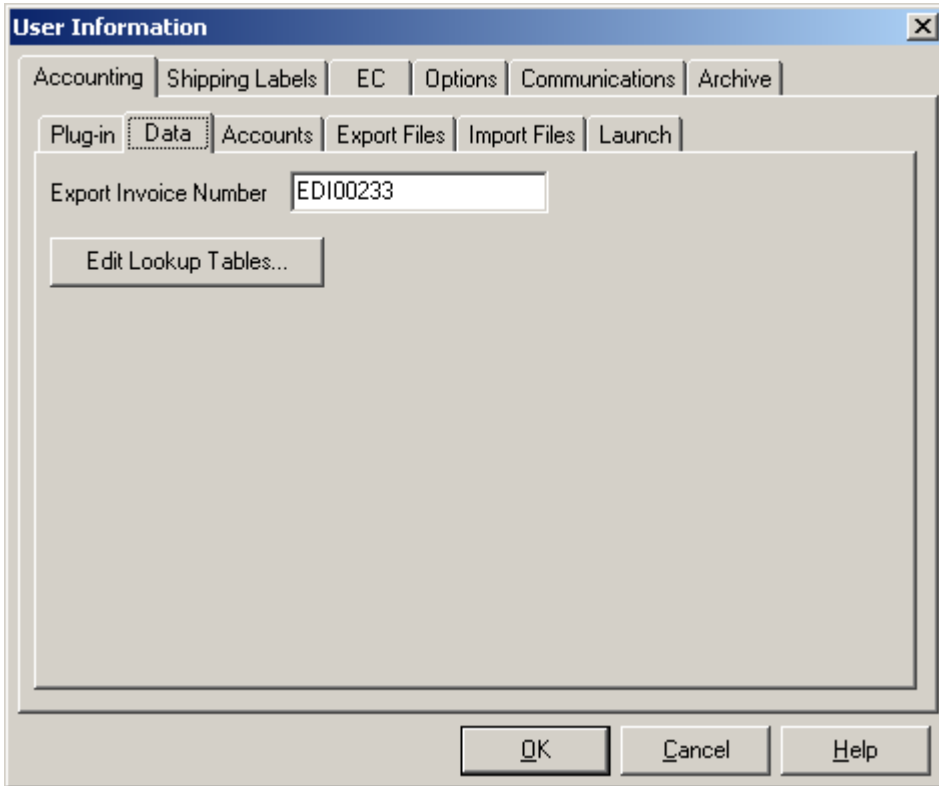 User Information
Accounting Shipping Labels EC Options Communications Archive
Plug-in Data Accounts Export Files Import Files Launch
Export Invoice Number EDI00233
Edit Lookup Tables...
OK Cancel Help